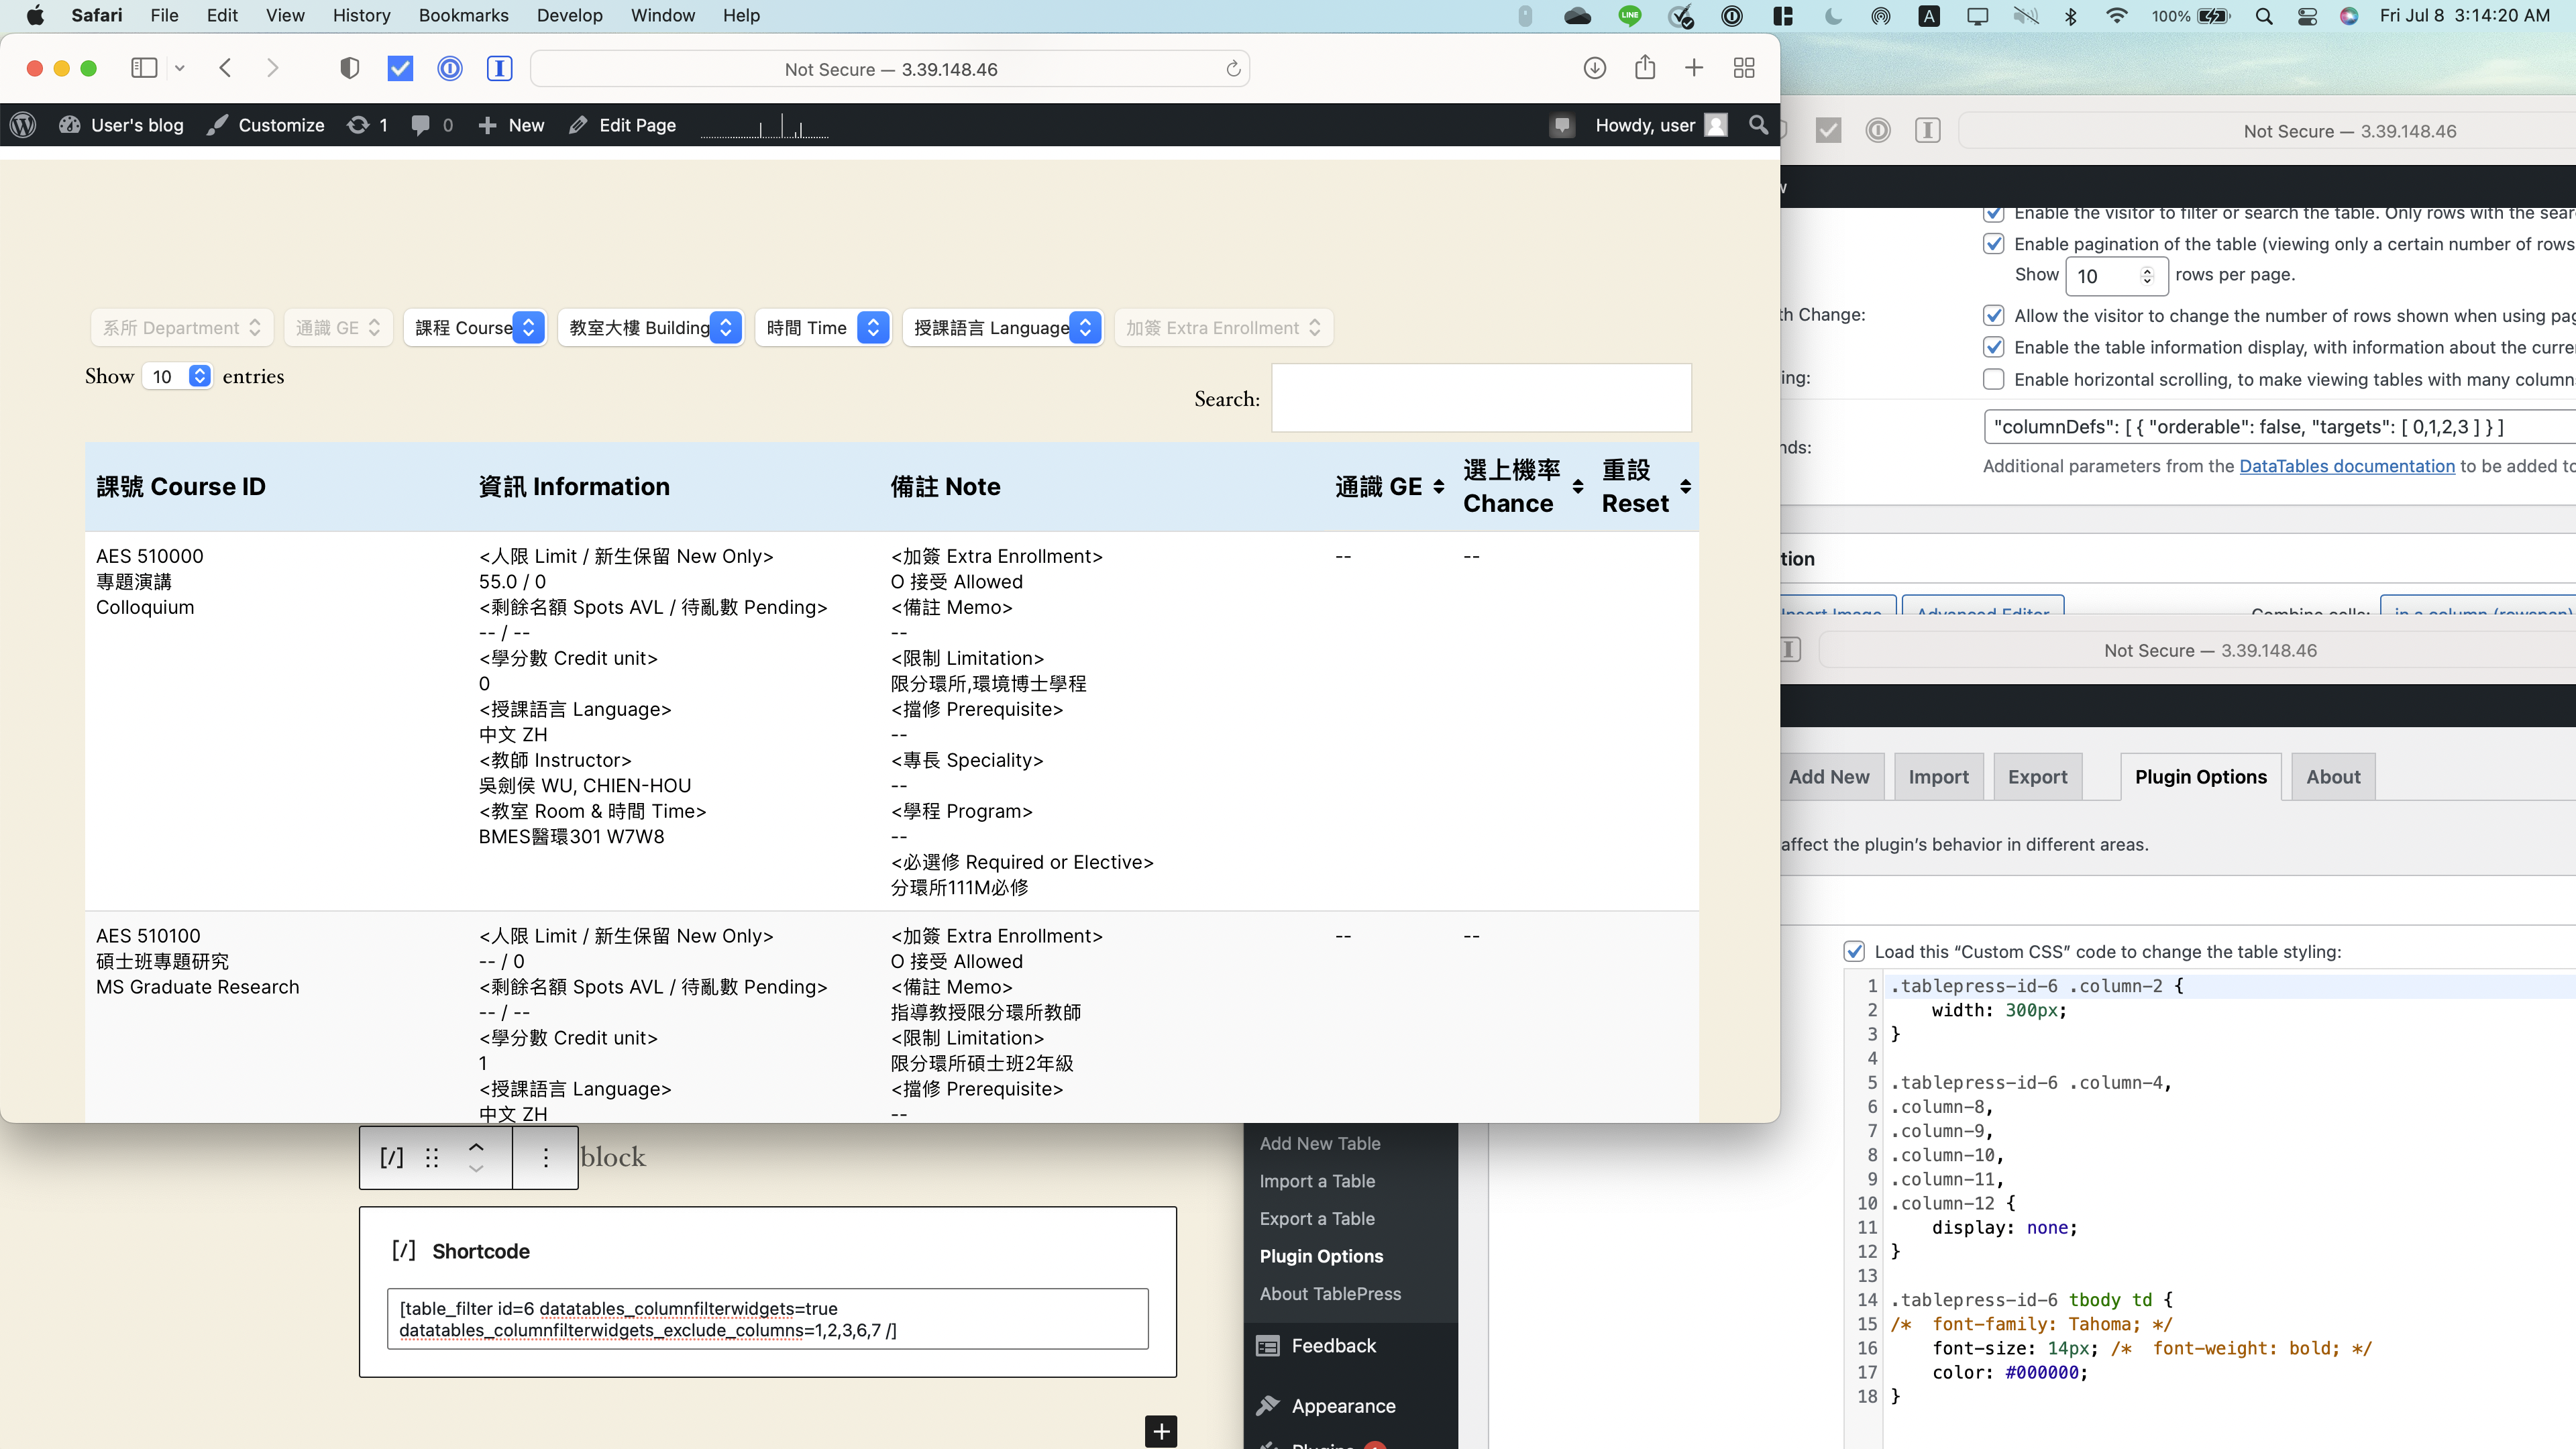 Safari File Edit View History Bookmarks Develop Window Help
LINE
A
100%
Fri Jul 8 3:14:20 AM
Not Secure — 3.39.148.46
User's blog Customize 1 0 New Edit Page
Howdy, user
系所 Department
通識 GE
課程 Course
教室大樓 Building
時間 Time
授課語言 Language
加簽 Extra Enrollment
Show 10 entries
Search:
課號 Course ID
資訊 Information
備註 Note
通識 GE
選上機率
Chance
重設
Reset
AES 510000
專題演講
Colloquium
<人限 Limit / 新生保留 New Only>
55.0 / 0
<剩餘名額 Spots AVL / 待亂數 Pending>
-- / --
<學分數 Credit unit>
0
<授課語言 Language>
中文 ZH
<教師 Instructor>
吳劍侯 WU, CHIEN-HOU
<教室 Room & 時間 Time>
BMES醫環301 W7W8
<加簽 Extra Enrollment>
O 接受 Allowed
<備註 Memo>
--
<限制 Limitation>
限分環所,環境博士學程
<擋修 Prerequisite>
--
<專長 Speciality>
--
<學程 Program>
--
<必選修 Required or Elective>
分環所111M必修
--
--
AES 510100
碩士班專題研究
MS Graduate Research
<人限 Limit / 新生保留 New Only>
-- / 0
<剩餘名額 Spots AVL / 待亂數 Pending>
-- / --
<學分數 Credit unit>
1
<授課語言 Language>
中文 ZH
<加簽 Extra Enrollment>
O 接受 Allowed
<備註 Memo>
指導教授限分環所教師
<限制 Limitation>
限分環所碩士班2年級
<擋修 Prerequisite>
--
--
--
[/] block
[/] Shortcode
[table_filter id=6 datatables_columnfilterwidgets=true
datatables_columnfilterwidgets_exclude_columns=1,2,3,6,7 /]
Not Secure — 3.39.148.46
Enable the visitor to filter or search the table. Only rows with the sear
Enable pagination of the table (viewing only a certain number of rows
Show 10 rows per page.
th Change:
Allow the visitor to change the number of rows shown when using pag
Enable the table information display, with information about the curre
ing:
Enable horizontal scrolling, to make viewing tables with many column
"columnDefs": [ { "orderable": false, "targets": [ 0,1,2,3 ] } ]
nds:
Additional parameters from the DataTables documentation to be added to
tion
Insert Image Advanced Editor Combine cells: in a column (rowspan)
Not Secure — 3.39.148.46
Add New Import Export Plugin Options About
affect the plugin's behavior in different areas.
Load this “Custom CSS” code to change the table styling:
1 .tablepress-id-6 .column-2 {
2 width: 300px;
3 }
4
5 .tablepress-id-6 .column-4,
6 .column-8,
7 .column-9,
8 .column-10,
9 .column-11,
10 .column-12 {
11 display: none;
12 }
13
14 .tablepress-id-6 tbody td {
15 /* font-family: Tahoma; */
16 font-size: 14px; /* font-weight: bold; */
17 color: #000000;
18 }
Add New Table
Import a Table
Export a Table
Plugin Options
About TablePress
Feedback
Appearance
Plugins